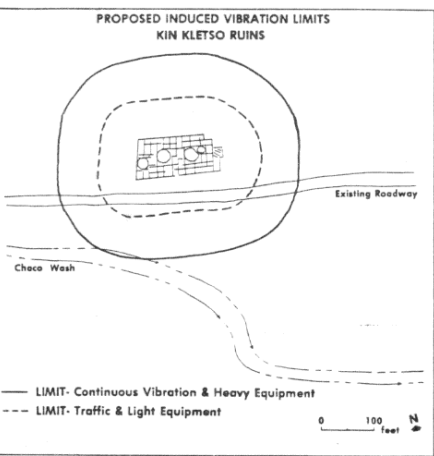 PROPOSED INDUCED VIBRATION LIMITS
KIN KLETSO RUINS
Existing Roadway
Chaco Wash
LIMIT- Continuous Vibration & Heavy Equipment
LIMIT- Traffic & Light Equipment
0 100 N
feet